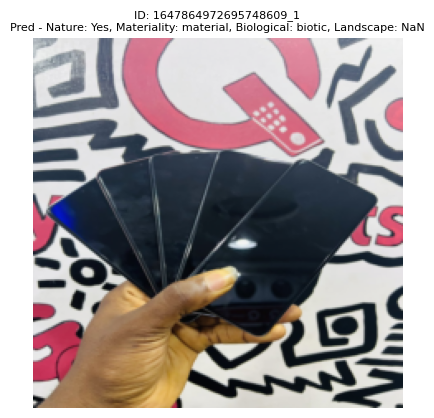 ID: 1647864972695748609_1
Pred - Nature: Yes, Materiality: material, Biological: biotic, Landscape: NaN